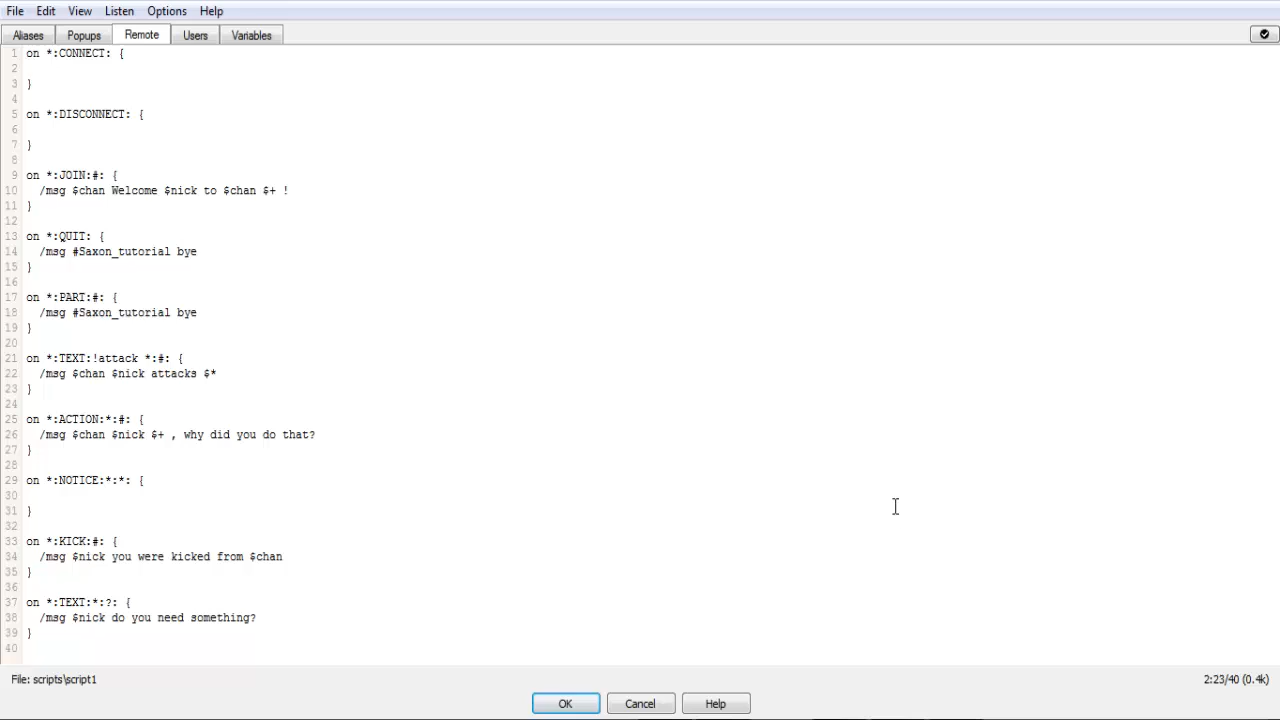 File Edit View Listen Options Help
Aliases Popups Remote Users Variables
1 on *:CONNECT: {
2
3 }
4
5 on *:DISCONNECT: {
6
7 }
8
9 on *:JOIN:#: {
10 /msg $chan Welcome $nick to $chan $+ !
11 }
12
13 on *:QUIT: {
14 /msg #Saxon_tutorial bye
15 }
16
17 on *:PART:#: {
18 /msg #Saxon_tutorial bye
19 }
20
21 on *:TEXT:!attack *:#: {
22 /msg $chan $nick attacks $*
23 }
24
25 on *:ACTION:*:#: {
26 /msg $chan $nick $+ , why did you do that?
27 }
28
29 on *:NOTICE:*:*: {
30
31 }
32
33 on *:KICK:#: {
34 /msg $nick you were kicked from $chan
35 }
36
37 on *:TEXT:*:?: {
38 /msg $nick do you need something?
39 }
40
File: scripts\script1 2:23/40 (0.4k)
OK Cancel Help